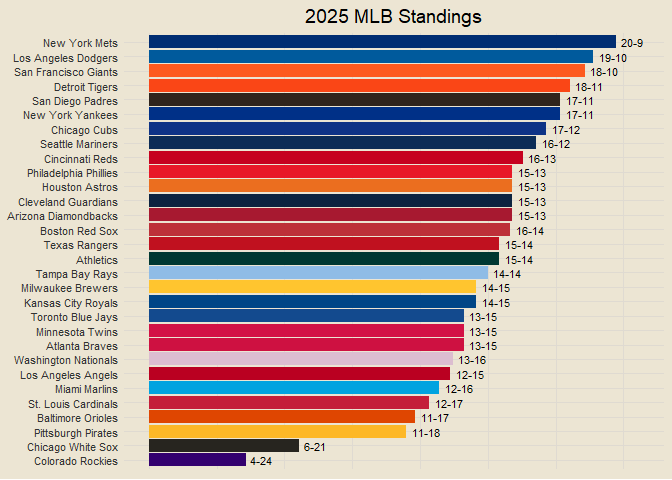 2025 MLB Standings
New York Mets 20-9
Los Angeles Dodgers 19-10
San Francisco Giants 18-10
Detroit Tigers 18-11
San Diego Padres 17-11
New York Yankees 17-11
Chicago Cubs 17-12
Seattle Mariners 16-12
Cincinnati Reds 16-13
Philadelphia Phillies 15-13
Houston Astros 15-13
Cleveland Guardians 15-13
Arizona Diamondbacks 15-13
Boston Red Sox 16-14
Texas Rangers 15-14
Athletics 15-14
Tampa Bay Rays 14-14
Milwaukee Brewers 14-15
Kansas City Royals 14-15
Toronto Blue Jays 13-15
Minnesota Twins 13-15
Atlanta Braves 13-15
Washington Nationals 13-16
Los Angeles Angels 12-15
Miami Marlins 12-16
St. Louis Cardinals 12-17
Baltimore Orioles 11-17
Pittsburgh Pirates 11-18
Chicago White Sox 6-21
Colorado Rockies 4-24